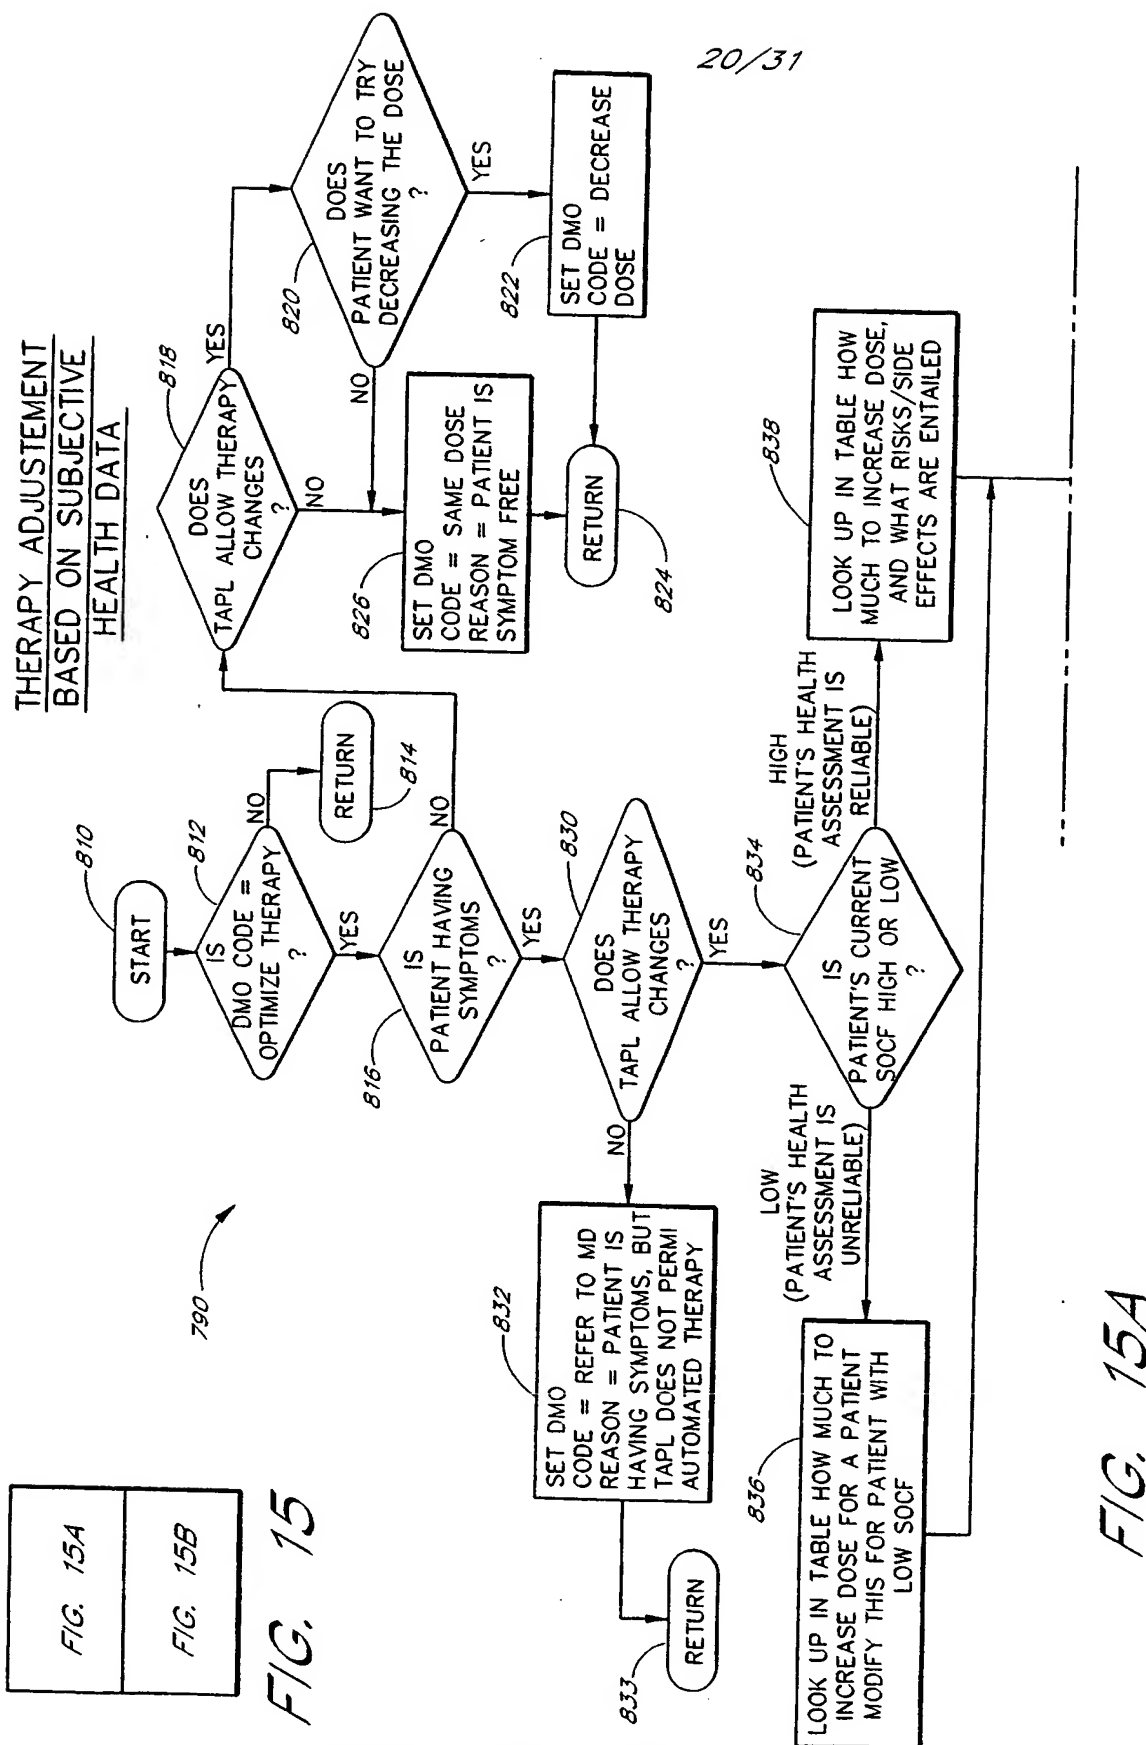 20/31
THERAPY ADJUSTEMENT
BASED ON SUBJECTIVE
HEALTH DATA
790
810
START
812
IS
DMO CODE =
OPTIMIZE THERAPY
?
NO
RETURN
814
YES
816
IS
PATIENT HAVING
SYMPTOMS
?
NO
YES
818
DOES
TAPL ALLOW THERAPY
CHANGES
?
YES
NO
820
DOES
PATIENT WANT TO TRY
DECREASING THE DOSE
?
NO
YES
822
SET DMO
CODE = DECREASE
DOSE
826
SET DMO
CODE = SAME DOSE
REASON = PATIENT IS
SYMPTOM FREE
RETURN
824
830
DOES
TAPL ALLOW THERAPY
CHANGES
?
NO
YES
832
SET DMO
CODE = REFER TO MD
REASON = PATIENT IS
HAVING SYMPTOMS, BUT
TAPL DOES NOT PERMI
AUTOMATED THERAPY
833
RETURN
834
IS
PATIENT'S CURRENT
SOCF HIGH OR LOW
?
LOW
(PATIENT'S HEALTH
ASSESSMENT IS
UNRELIABLE)
HIGH
(PATIENT'S HEALTH
ASSESSMENT IS
RELIABLE)
836
LOOK UP IN TABLE HOW MUCH TO
INCREASE DOSE FOR A PATIENT
MODIFY THIS FOR PATIENT WITH
LOW SOCF
838
LOOK UP IN TABLE HOW
MUCH TO INCREASE DOSE,
AND WHAT RISKS/SIDE
EFFECTS ARE ENTAILED
FIG. 15A
FIG. 15B
FIG. 15
FIG. 15A